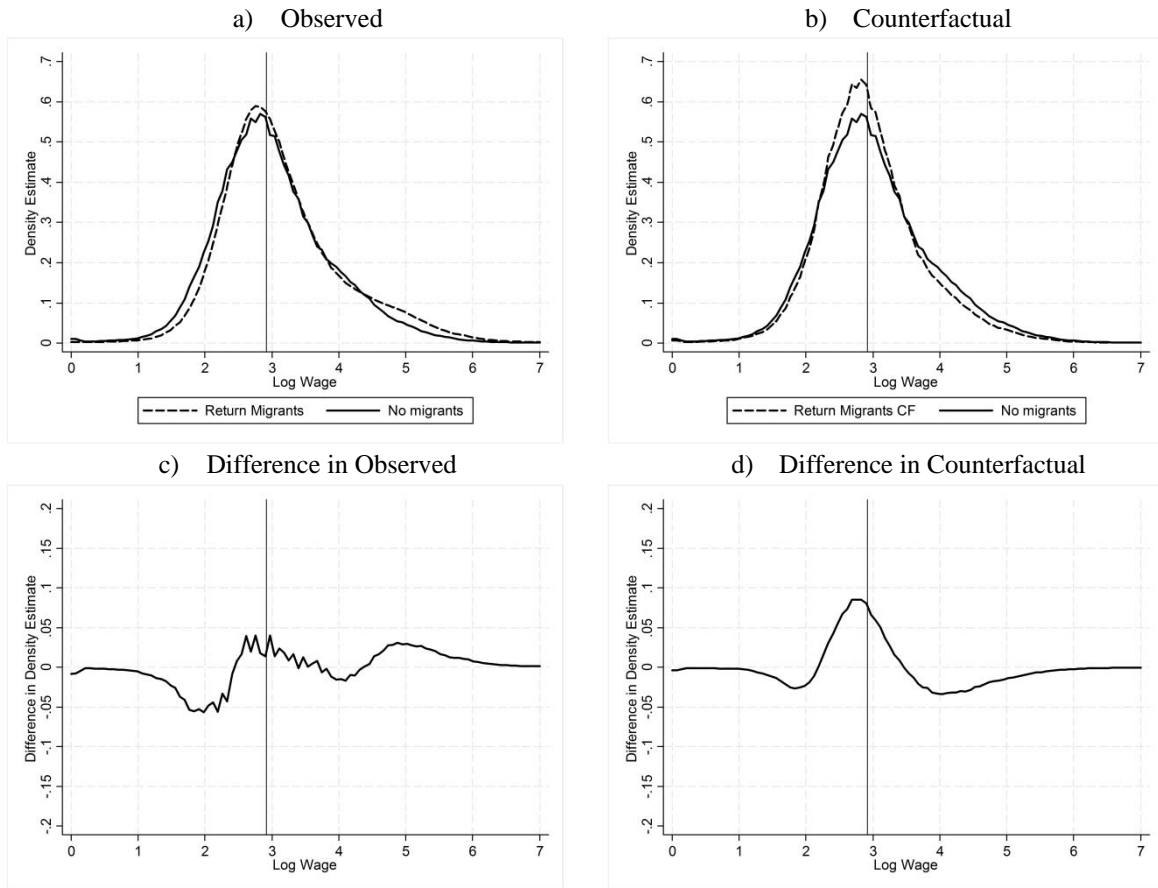 a) Observed
b) Counterfactual
Density Estimate
0 .1 .2 .3 .4 .5 .6 .7
0 1 2 3 4 5 6 7
Log Wage
Return Migrants No migrants
Density Estimate
0 .1 .2 .3 .4 .5 .6 .7
0 1 2 3 4 5 6 7
Log Wage
Return Migrants CF No migrants
c) Difference in Observed
d) Difference in Counterfactual
Difference in Density Estimate
-.2 -.15 -.1 -.05 0 .05 .1 .15 .2
0 1 2 3 4 5 6 7
Log Wage
Difference in Density Estimate
-.2 -.15 -.1 -.05 0 .05 .1 .15 .2
0 1 2 3 4 5 6 7
Log Wage